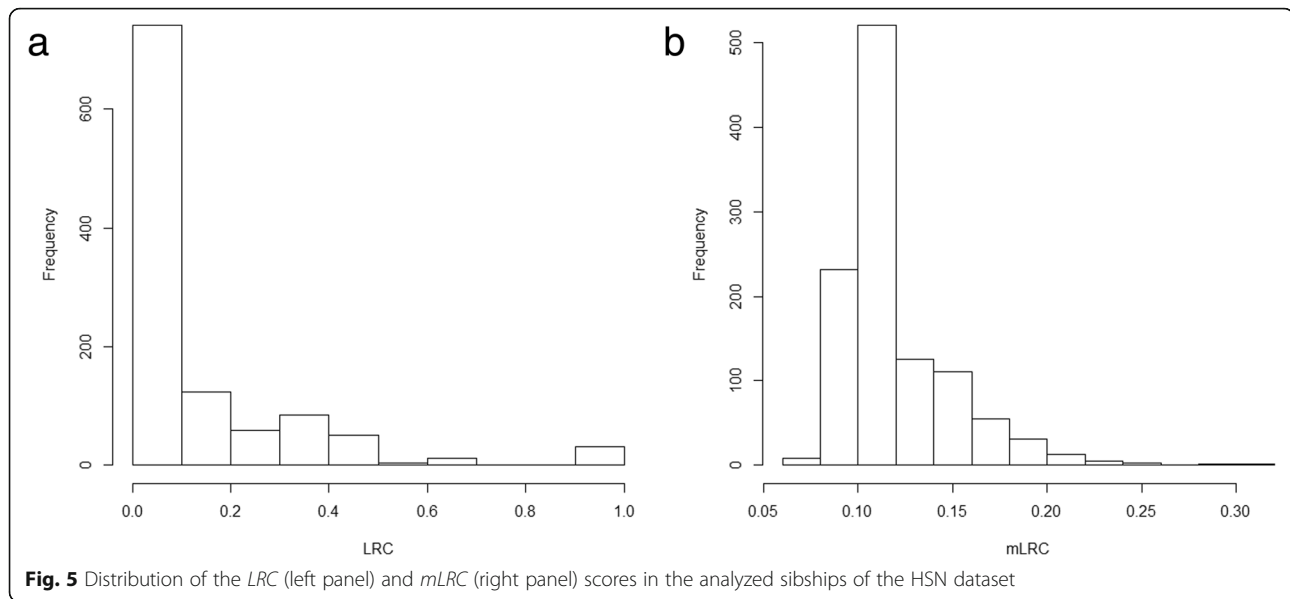 a
600
400
200
0
Frequency
0.0 0.2 0.4 0.6 0.8 1.0
LRC
b
500
400
300
200
100
0
Frequency
0.05 0.10 0.15 0.20 0.25 0.30
mLRC
Fig. 5 Distribution of the LRC (left panel) and mLRC (right panel) scores in the analyzed sibships of the HSN dataset